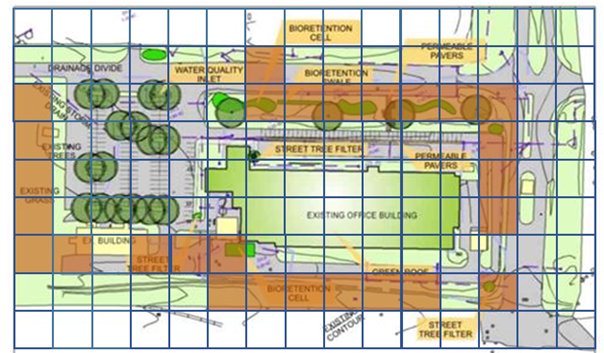 BIORETENTION
CELL
PERMEABLE
PAVERS
DRAINAGE DIVIDE
WATER QUALITY
INLET
BIORETENTION
SWALE
EXISTING STORM
DRAIN
EXISTING
TREES
STREET TREE FILTER
PERMEABLE
PAVERS
EXISTING
GRASS
EXISTING OFFICE BUILDING
EX. BUILDING
STREET
TREE FILTER
GREEN ROOF
BIORETENTION
CELL
EXISTING
CONTOUR
STREET
TREE FILTER